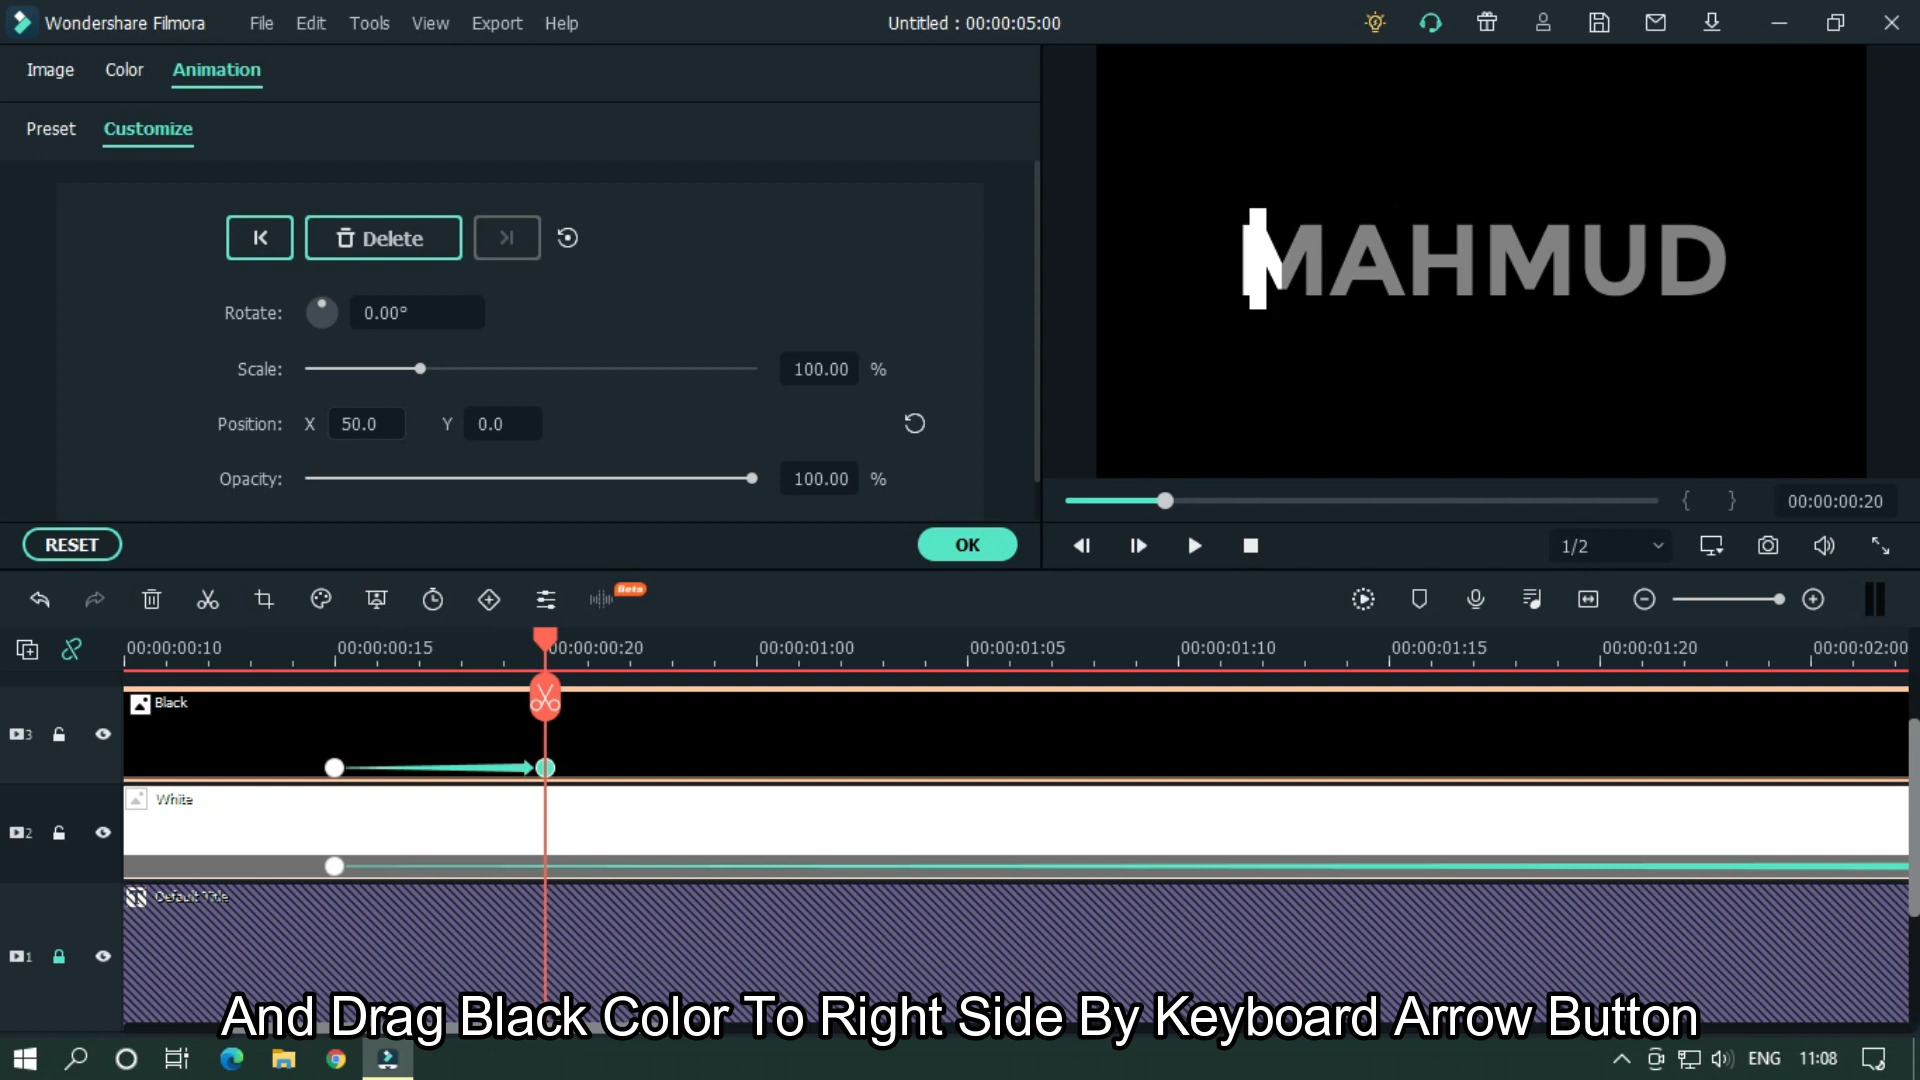 Wondershare Filmora File Edit Tools View Export Help Untitled : 00:00:05:00
Image Color Animation
Preset Customize
Delete
Rotate: 0.00°
Scale: 100.00 %
Position: X 50.0 Y 0.0
Opacity: 100.00 %
RESET OK
MAHMUD
{ } 00:00:00:20
1/2
Beta
00:00:00:10 00:00:00:15 00:00:00:20 00:00:01:00 00:00:01:05 00:00:01:10 00:00:01:15 00:00:01:20 00:00:02:00
Black
3
White
2
Default Title
1
And Drag Black Color To Right Side By Keyboard Arrow Button
ENG 11:08